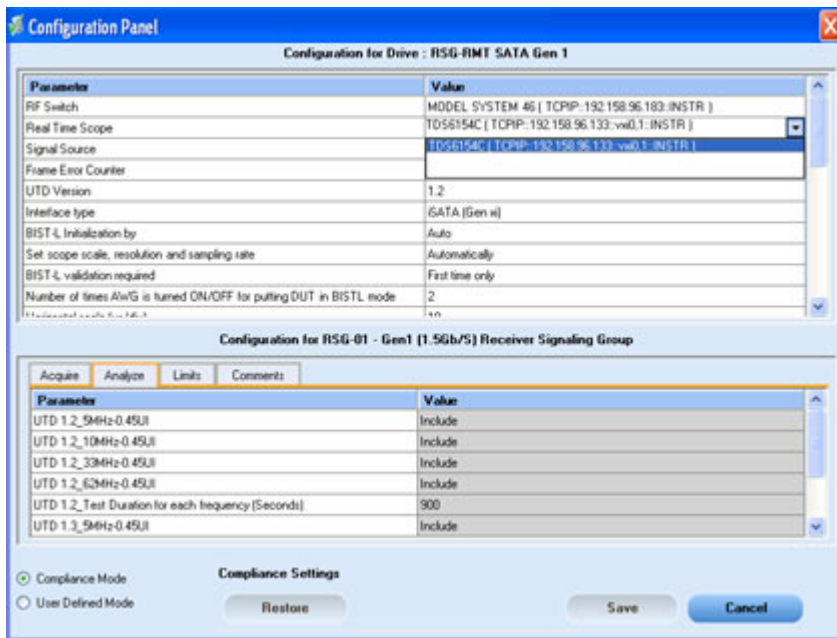 Configuration Panel
Configuration for Drive : RSG-RMT SATA Gen 1
Parameter Value
RF Switch MODEL SYSTEM 46 ( TCPIP::192.158.96.183::INSTR )
Real Time Scope TDS6154C ( TCPIP::192.158.96.133::vxi0,1::INSTR )
Signal Source TDS6154C ( TCPIP::192.158.96.133::vxi0,1::INSTR )
Frame Error Counter
UTD Version 1.2
Interface type iSATA (Gen xi)
BIST-L Initialization by Auto
Set scope scale, resolution and sampling rate Automatically
BIST-L validation required First time only
Number of times AWG is turned ON/OFF for putting DUT in BISTL mode 2
Configuration for RSG-01 - Gen1 (1.5Gb/S) Receiver Signaling Group
Acquire Analyze Limits Comments
Parameter Value
UTD 1.2_5MHz-0.45UI Include
UTD 1.2_10MHz-0.45UI Include
UTD 1.2_33MHz-0.45UI Include
UTD 1.2_62MHz-0.45UI Include
UTD 1.2_Test Duration for each frequency (Seconds) 900
UTD 1.3_5MHz-0.45UI Include
Compliance Mode Compliance Settings
User Defined Mode Restore Save Cancel